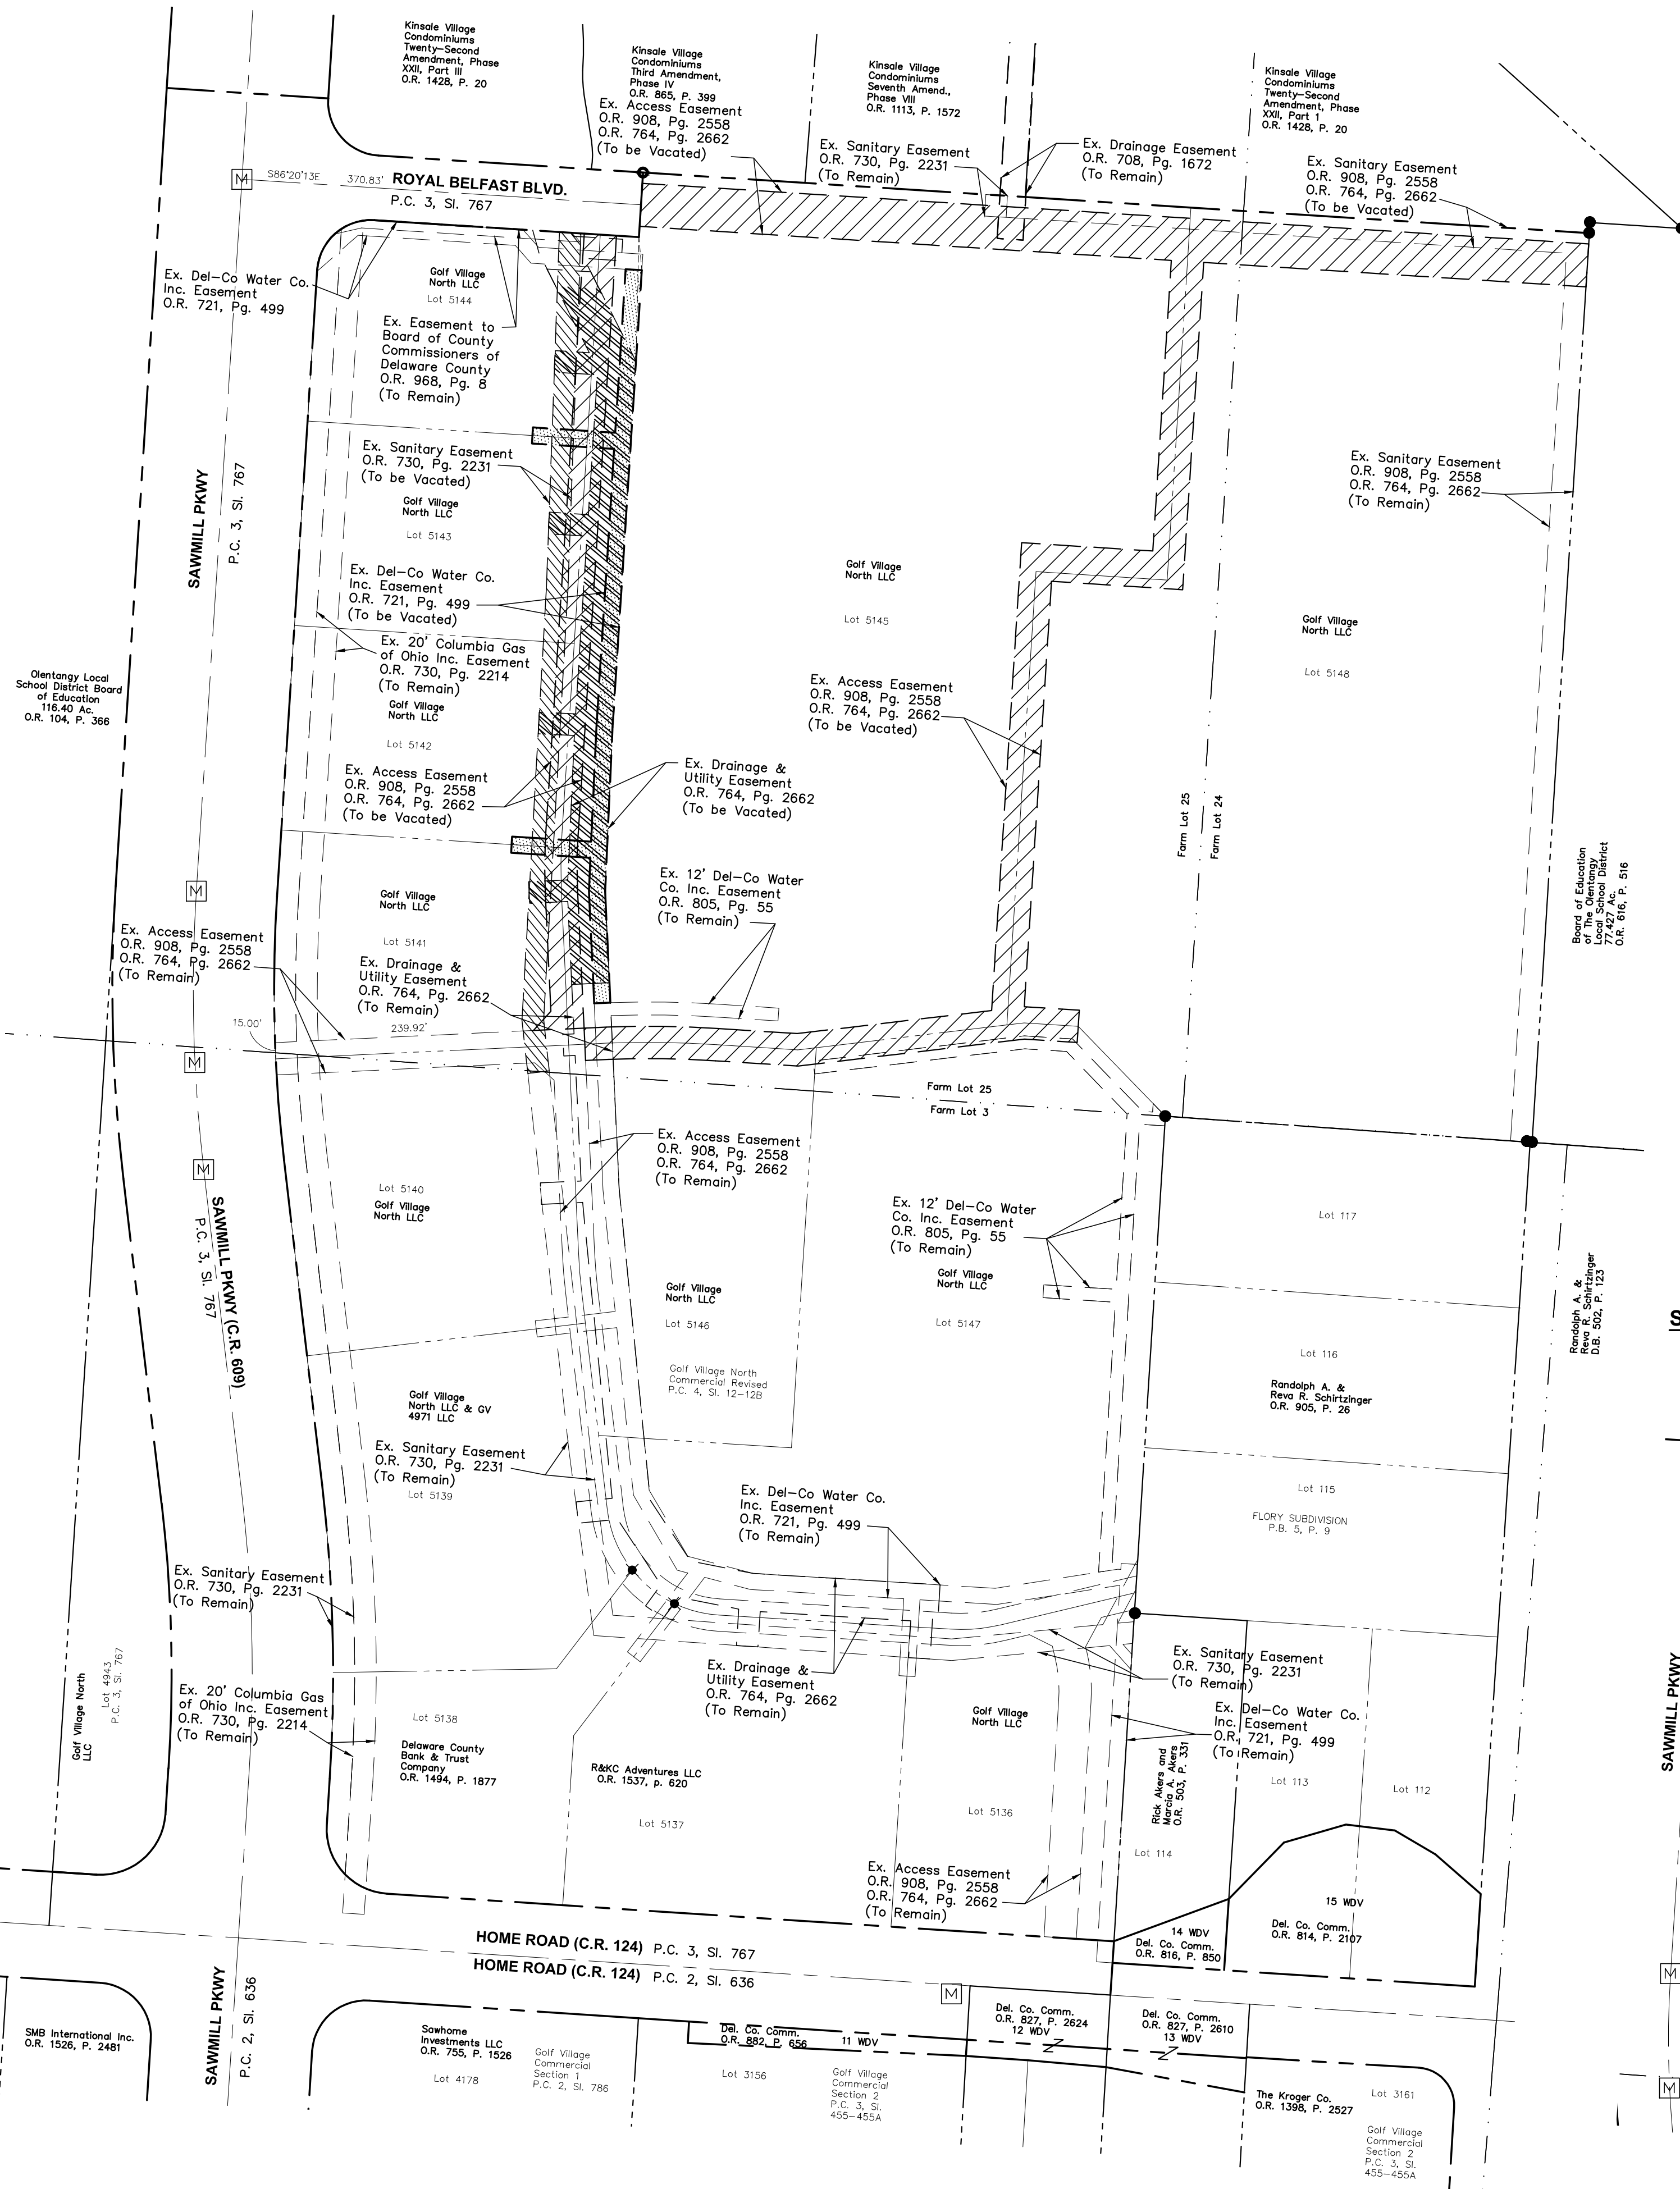 Kinsale Village
Condominiums
Twenty-Second
Amendment, Phase
XXII, Part III
O.R. 1428, P. 20
Kinsale Village
Condominiums
Third Amendment,
Phase IV
O.R. 865, P. 399
Kinsale Village
Condominiums
Seventh Amend.,
Phase VIII
O.R. 1113, P. 1572
Kinsale Village
Condominiums
Twenty-Second
Amendment, Phase
XXII, Part 1
O.R. 1428, P. 20
Ex. Access Easement
O.R. 908, Pg. 2558
O.R. 764, Pg. 2662
(To be Vacated)
Ex. Sanitary Easement
O.R. 730, Pg. 2231
(To Remain)
Ex. Drainage Easement
O.R. 708, Pg. 1672
(To Remain)
Ex. Sanitary Easement
O.R. 908, Pg. 2558
O.R. 764, Pg. 2662
(To be Vacated)
M
S86°20'13E 370.83' ROYAL BELFAST BLVD.
P.C. 3, Sl. 767
Ex. Del-Co Water Co.
Inc. Easement
O.R. 721, Pg. 499
Golf Village
North LLC
Lot 5144
Ex. Easement to
Board of County
Commissioners of
Delaware County
O.R. 968, Pg. 8
(To Remain)
SAWMILL PKWY
P.C. 3, Sl. 767
Ex. Sanitary Easement
O.R. 730, Pg. 2231
(To be Vacated)
Golf Village
North LLC
Lot 5143
Ex. Del-Co Water Co.
Inc. Easement
O.R. 721, Pg. 499
(To be Vacated)
Ex. 20' Columbia Gas
of Ohio Inc. Easement
O.R. 730, Pg. 2214
(To Remain)
Golf Village
North LLC
Lot 5142
Golf Village
North LLC
Lot 5145
Ex. Sanitary Easement
O.R. 908, Pg. 2558
O.R. 764, Pg. 2662
(To Remain)
Golf Village
North LLC
Lot 5148
Olentangy Local
School District Board
of Education
116.40 Ac.
O.R. 104, P. 366
Ex. Access Easement
O.R. 908, Pg. 2558
O.R. 764, Pg. 2662
(To be Vacated)
Ex. Access Easement
O.R. 908, Pg. 2558
O.R. 764, Pg. 2662
(To be Vacated)
Ex. Drainage &
Utility Easement
O.R. 764, Pg. 2662
(To be Vacated)
Farm Lot 25
Farm Lot 24
Board of Education
of The Olentangy
Local School District
77.427 Ac.
O.R. 616, P. 516
M
Golf Village
North LLC
Lot 5141
Ex. 12' Del-Co Water
Co. Inc. Easement
O.R. 805, Pg. 55
(To Remain)
Ex. Access Easement
O.R. 908, Pg. 2558
O.R. 764, Pg. 2662
(To Remain)
Ex. Drainage &
Utility Easement
O.R. 764, Pg. 2662
(To Remain)
15.00'
239.92'
M
Farm Lot 25
Farm Lot 3
M
SAWMILL PKWY (C.R. 609)
P.C. 3, Sl. 767
Lot 5140
Golf Village
North LLC
Ex. Access Easement
O.R. 908, Pg. 2558
O.R. 764, Pg. 2662
(To Remain)
Ex. 12' Del-Co Water
Co. Inc. Easement
O.R. 805, Pg. 55
(To Remain)
Golf Village
North LLC
Lot 5147
Golf Village
North LLC
Lot 5146
Golf Village North
Commercial Revised
P.C. 4, Sl. 12-12B
Lot 117
Lot 116
Randolph A. &
Reva R. Schirtzinger
O.R. 905, P. 26
Randolph A. &
Reva R. Schirtzinger
D.B. 502, P. 123
S
Golf Village
North LLC & GV
4971 LLC
Ex. Sanitary Easement
O.R. 730, Pg. 2231
(To Remain)
Lot 5139
Ex. Del-Co Water Co.
Inc. Easement
O.R. 721, Pg. 499
(To Remain)
Lot 115
FLORY SUBDIVISION
P.B. 5, P. 9
Ex. Sanitary Easement
O.R. 730, Pg. 2231
(To Remain)
Golf Village North
LLC
Lot 4943
P.C. 3, Sl. 767
Ex. 20' Columbia Gas
of Ohio Inc. Easement
O.R. 730, Pg. 2214
(To Remain)
Ex. Drainage &
Utility Easement
O.R. 764, Pg. 2662
(To Remain)
Ex. Sanitary Easement
O.R. 730, Pg. 2231
(To Remain)
Ex. Del-Co Water Co.
Inc. Easement
O.R. 721, Pg. 499
(To Remain)
Lot 5138
Delaware County
Bank & Trust
Company
O.R. 1494, P. 1877
R&KC Adventures LLC
O.R. 1537, p. 620
Lot 5137
Golf Village
North LLC
Lot 5136
Rick Akers and
Marcia A. Akers
O.R. 503, P. 331
Lot 114
Lot 113
Lot 112
SAWMILL PKWY
Ex. Access Easement
O.R. 908, Pg. 2558
O.R. 764, Pg. 2662
(To Remain)
14 WDV
Del. Co. Comm.
O.R. 816, P. 850
15 WDV
Del. Co. Comm.
O.R. 814, P. 2107
HOME ROAD (C.R. 124) P.C. 3, Sl. 767
HOME ROAD (C.R. 124) P.C. 2, Sl. 636
M
M
SAWMILL PKWY
P.C. 2, Sl. 636
SMB International Inc.
O.R. 1526, P. 2481
Sawhome
Investments LLC
O.R. 755, P. 1526
Lot 4178
Golf Village
Commercial
Section 1
P.C. 2, Sl. 786
Del. Co. Comm.
O.R. 882, P. 656
11 WDV
Lot 3156
Golf Village
Commercial
Section 2
P.C. 3, Sl.
455-455A
Del. Co. Comm.
O.R. 827, P. 2624
12 WDV
Del. Co. Comm.
O.R. 827, P. 2610
13 WDV
Z
Z
The Kroger Co.
O.R. 1398, P. 2527
Lot 3161
Golf Village
Commercial
Section 2
P.C. 3, Sl.
455-455A
M